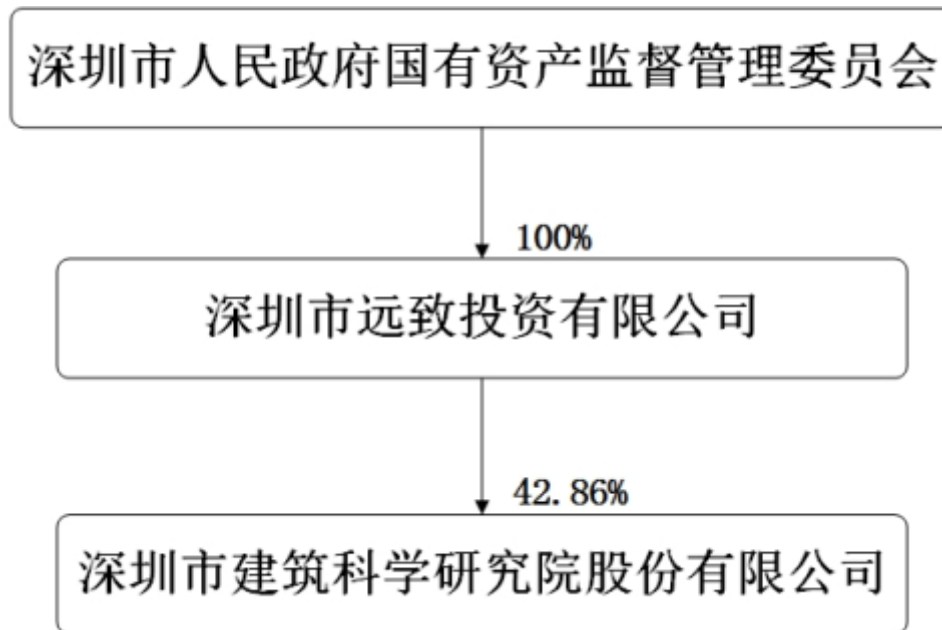 深圳市人民政府国有资产监督管理委员会
100%
深圳市远致投资有限公司
42.86%
深圳市建筑科学研究院股份有限公司